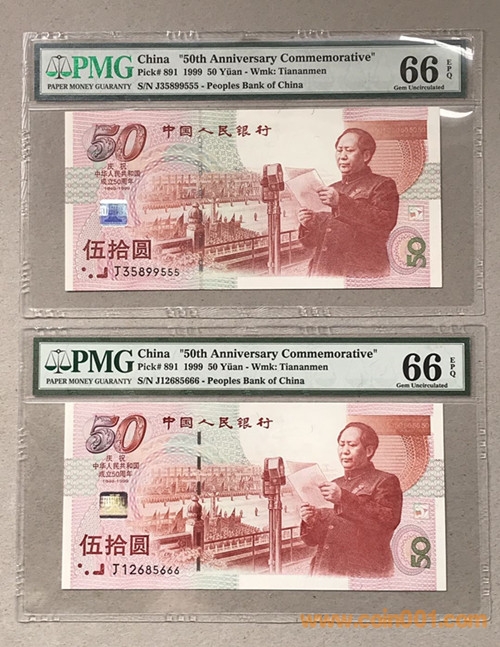 PMG
PAPER MONEY GUARANTY
China "50th Anniversary Commemorative"
Pick# 891 1999 50 Yüan - Wmk: Tiananmen
S/N J35899555 - Peoples Bank of China
66 EPQ
Gem Uncirculated
50
中国人民银行
庆祝
中华人民共和国
成立50周年
1949-1999
伍拾圆
J35899555
50
PMG
PAPER MONEY GUARANTY
China "50th Anniversary Commemorative"
Pick# 891 1999 50 Yüan - Wmk: Tiananmen
S/N J12685666 - Peoples Bank of China
66 EPQ
Gem Uncirculated
50
中国人民银行
庆祝
中华人民共和国
成立50周年
1949-1999
伍拾圆
J12685666
50
www.coin001.com